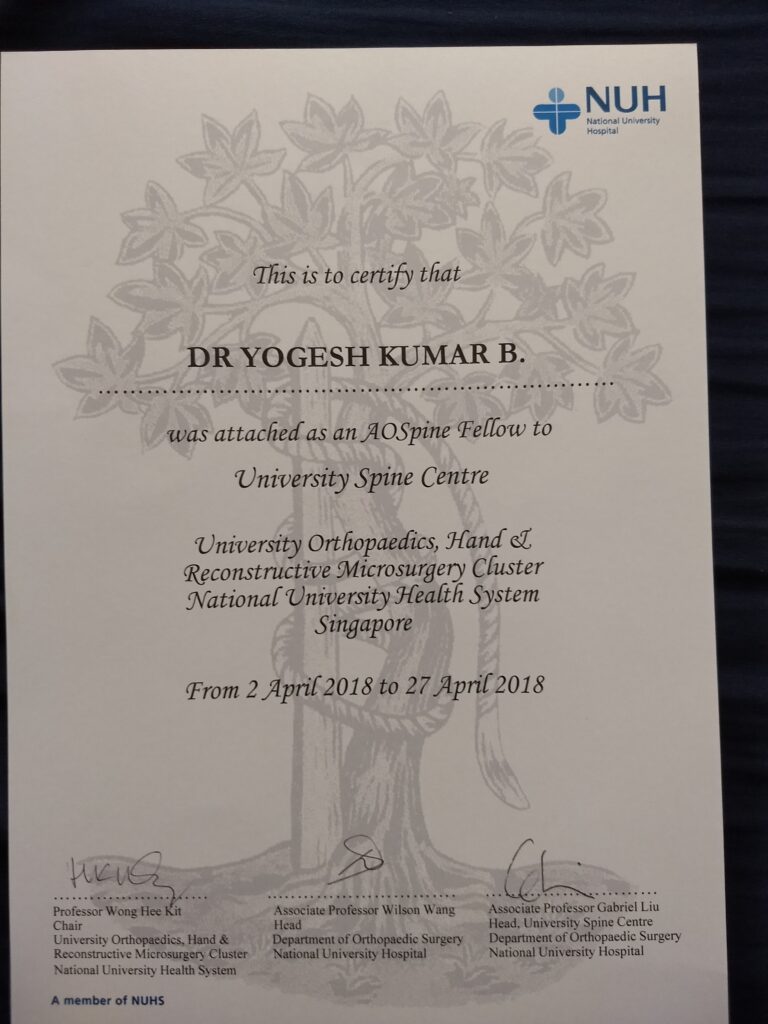 NUH
National University
Hospital
This is to certify that
DR YOGESH KUMAR B.
was attached as an AOSpine Fellow to
University Spine Centre
University Orthopaedics, Hand &
Reconstructive Microsurgery Cluster
National University Health System
Singapore
From 2 April 2018 to 27 April 2018
Professor Wong Hee Kit
Chair
University Orthopaedics, Hand &
Reconstructive Microsurgery Cluster
National University Health System
Associate Professor Wilson Wang
Head
Department of Orthopaedic Surgery
National University Hospital
Associate Professor Gabriel Liu
Head, University Spine Centre
Department of Orthopaedic Surgery
National University Hospital
A member of NUHS